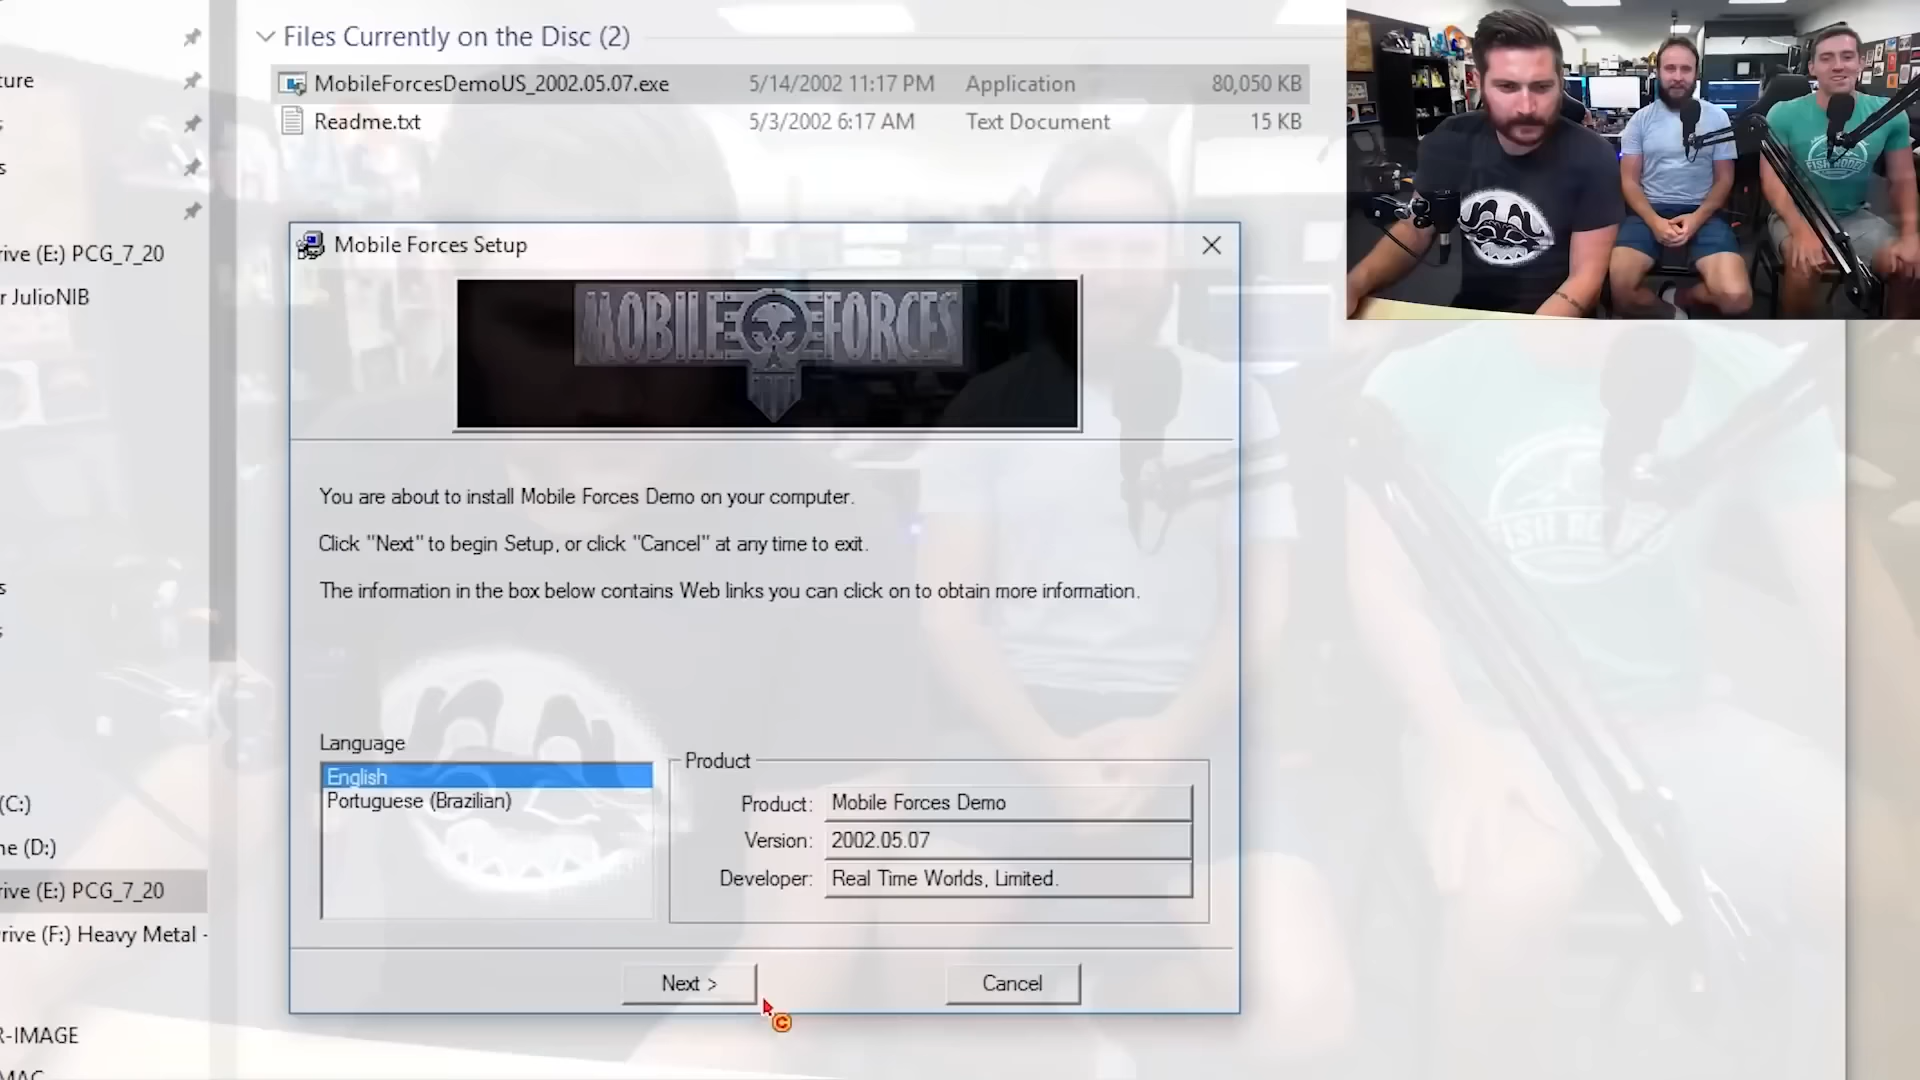 Files Currently on the Disc (2)
MobileForcesDemoUS_2002.05.07.exe 5/14/2002 11:17 PM Application 80,050 KB
Readme.txt 5/3/2002 6:17 AM Text Document 15 KB
ture
s
s
rive (E:) PCG_7_20
r JulioNIB
s
s
(C:)
ne (D:)
rive (E:) PCG_7_20
rive (F:) Heavy Metal -
R-IMAGE
MAC
Mobile Forces Setup
MOBILE FORCES
You are about to install Mobile Forces Demo on your computer.
Click "Next" to begin Setup, or click "Cancel" at any time to exit.
The information in the box below contains Web links you can click on to obtain more information.
Language
English
Portuguese (Brazilian)
Product
Product: Mobile Forces Demo
Version: 2002.05.07
Developer: Real Time Worlds, Limited.
Next >
Cancel
FISH RODEO